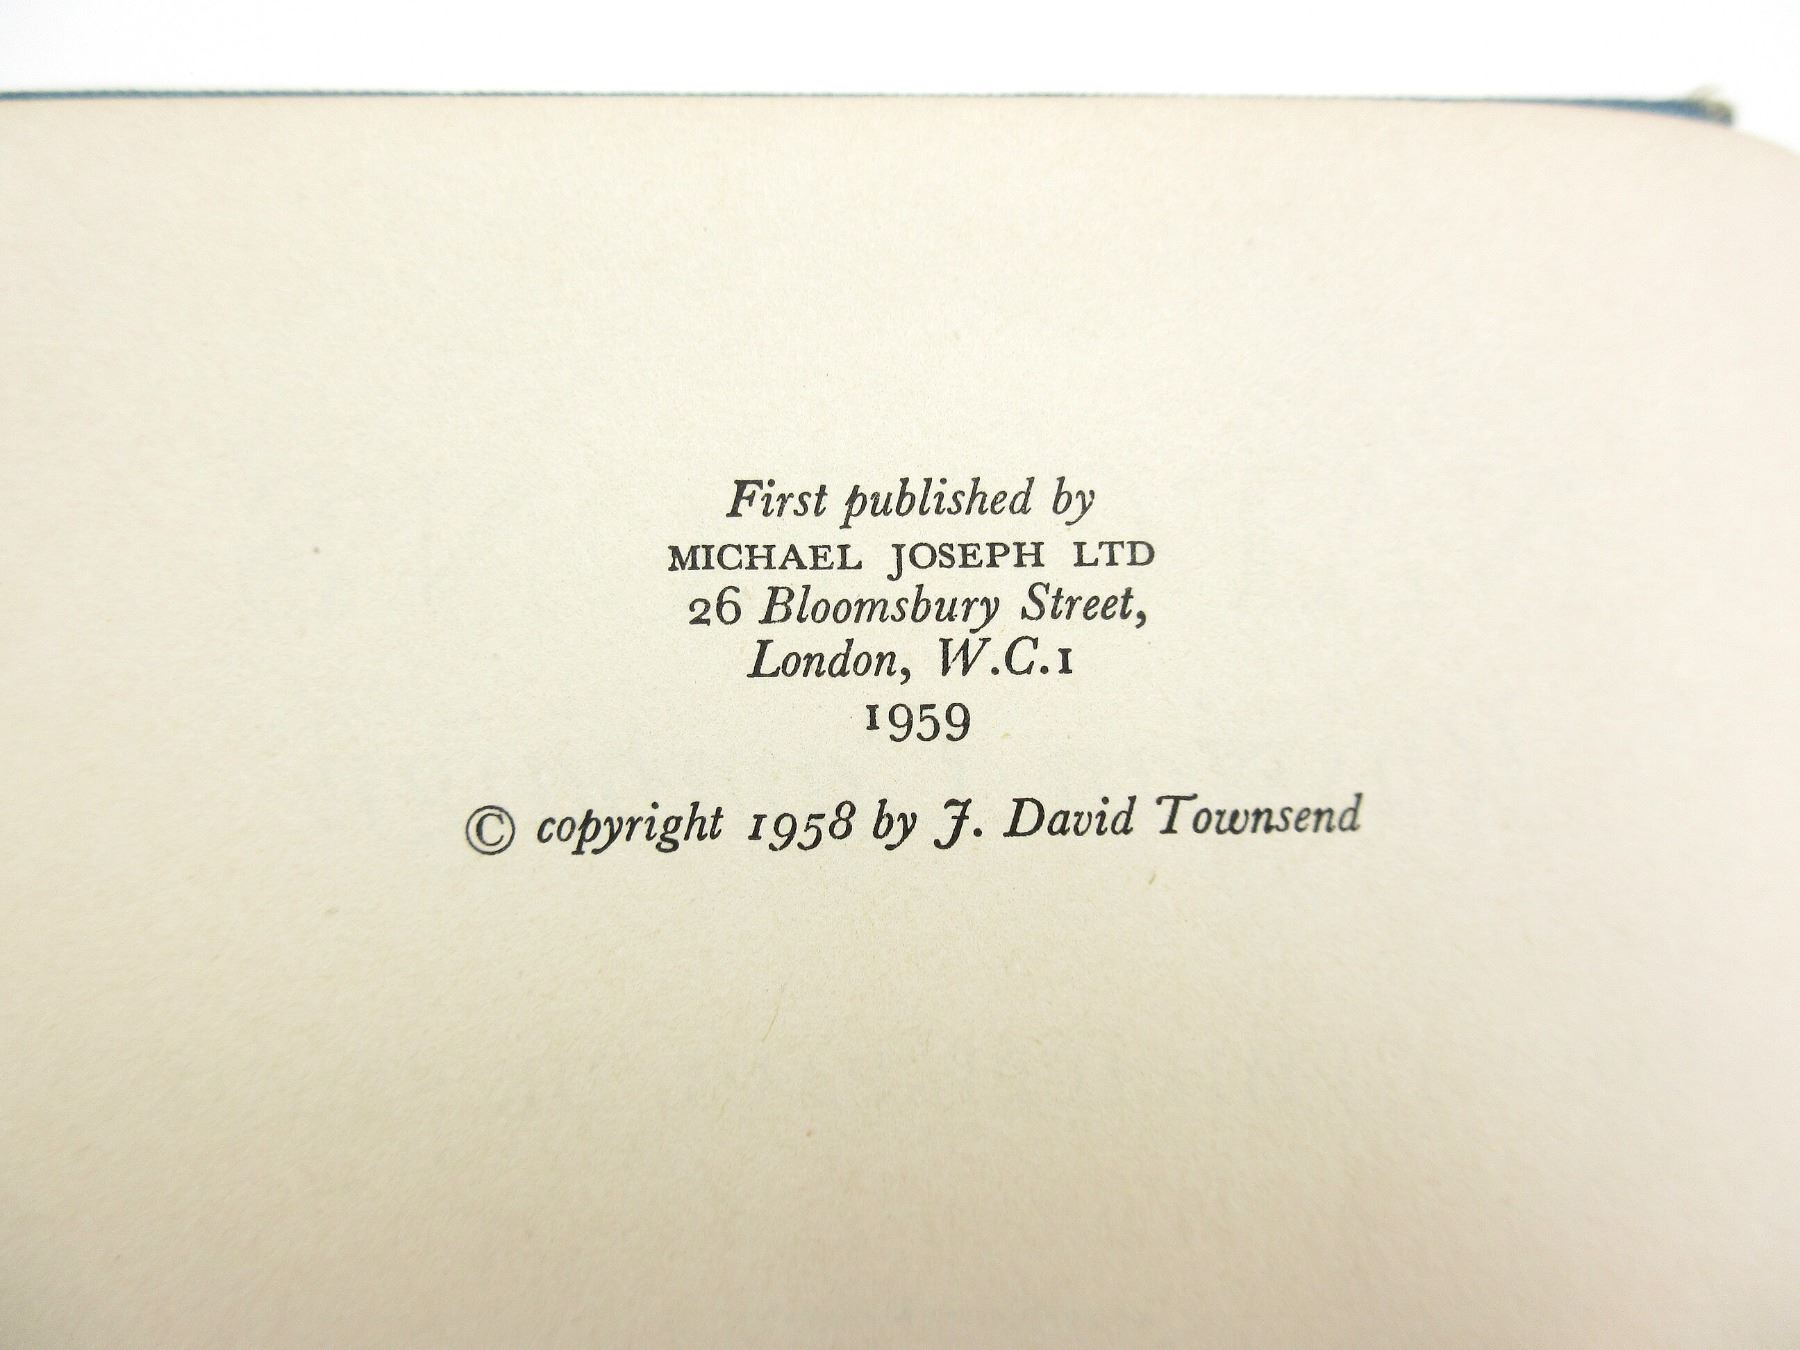 First published by
MICHAEL JOSEPH LTD
26 Bloomsbury Street,
London, W.C.1
1959
© copyright 1958 by J. David Townsend